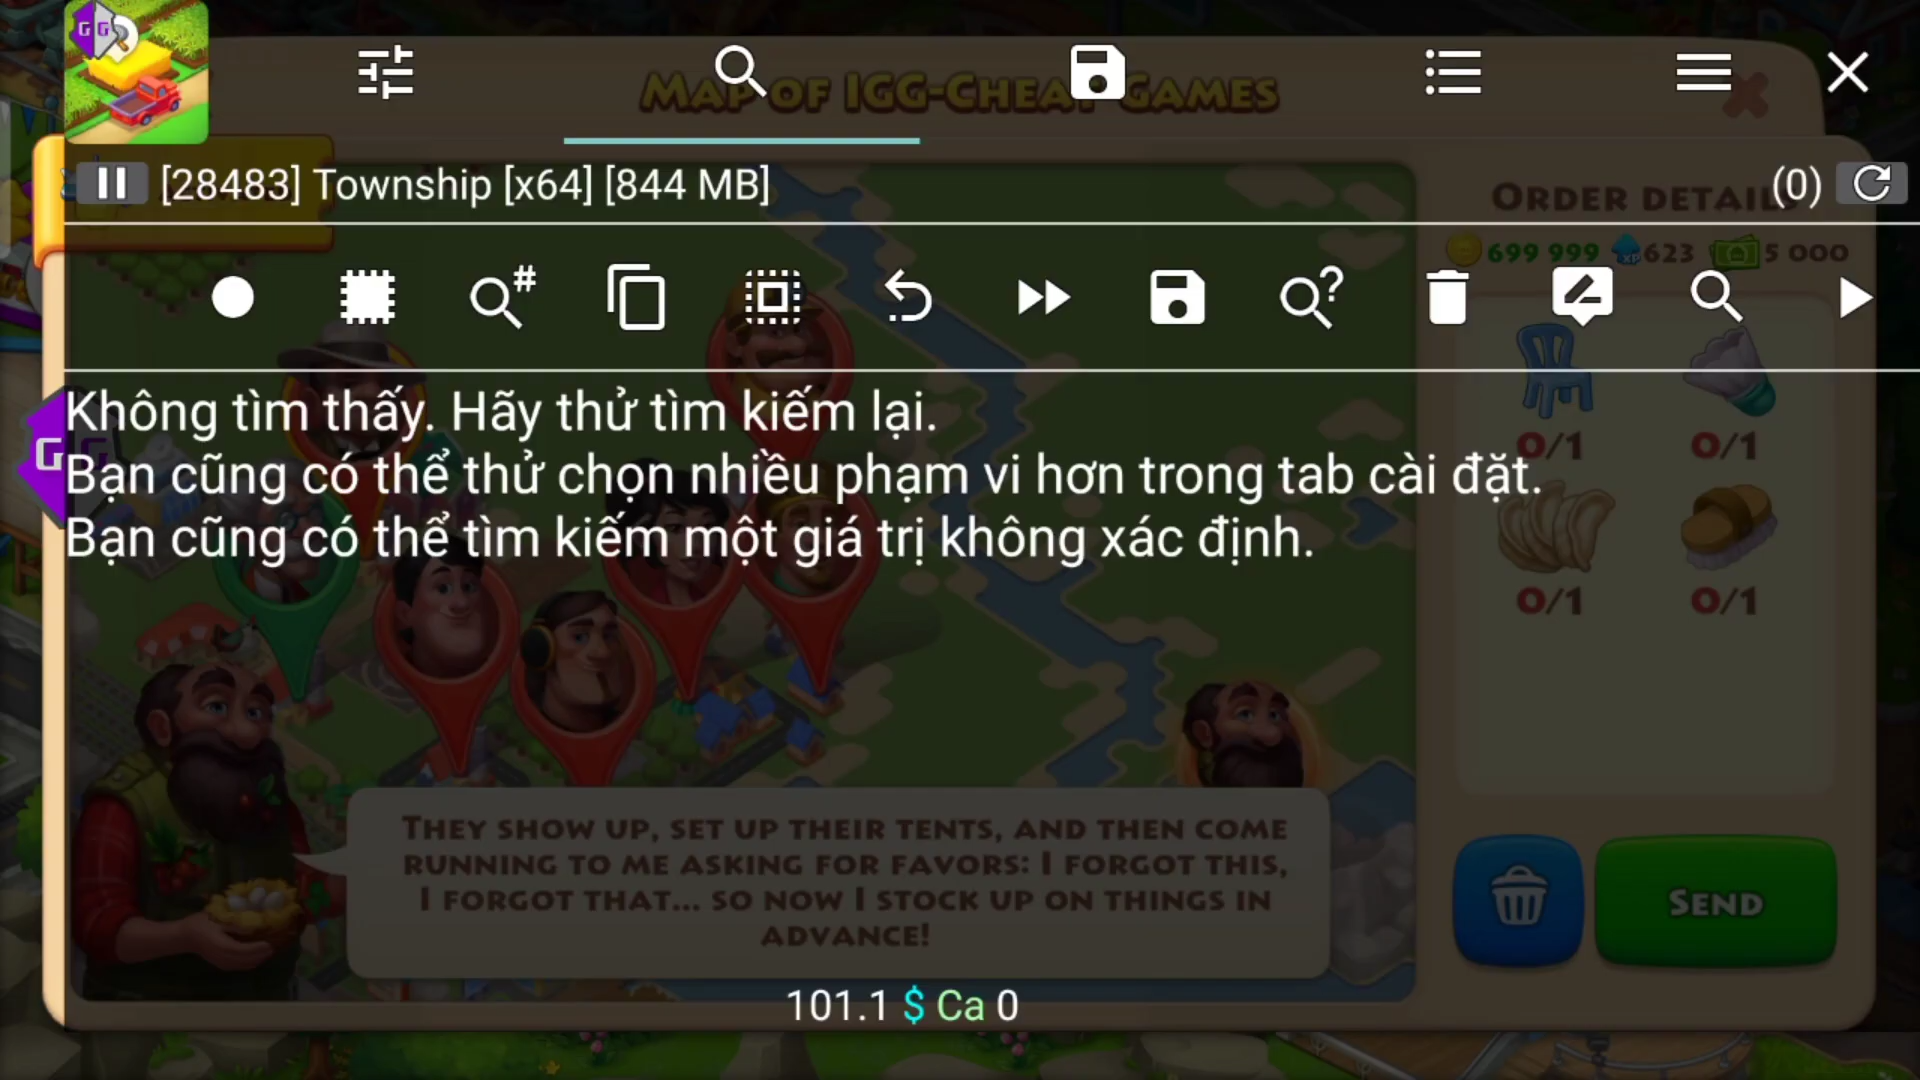 Map of IGG-Cheat Games
[28483] Township [x64] [844 MB]
(0)
Order details
699 999 XP 623 5 000
Không tìm thấy. Hãy thử tìm kiếm lại.
Bạn cũng có thể thử chọn nhiều phạm vi hơn trong tab cài đặt.
Bạn cũng có thể tìm kiếm một giá trị không xác định.
0/1 0/1
0/1 0/1
They show up, set up their tents, and then come
running to me asking for favors: I forgot this,
I forgot that... so now I stock up on things in
advance!
Send
101.1 $ Ca 0